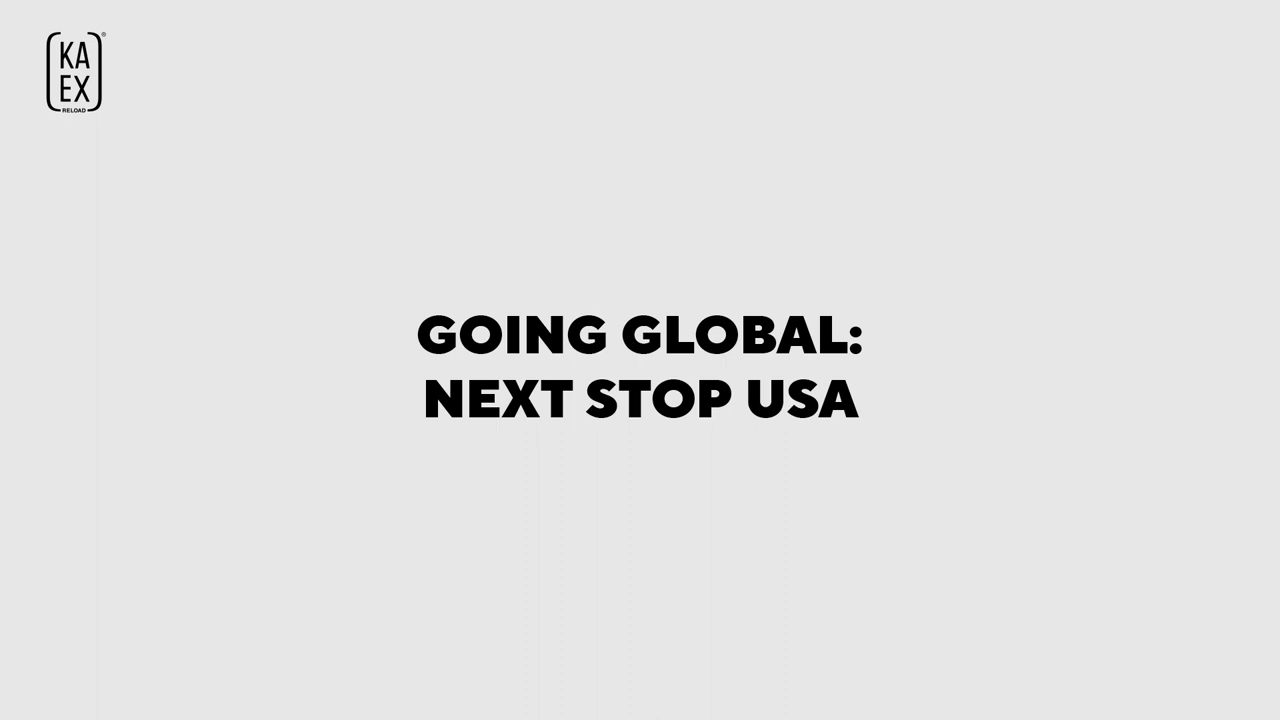 KA
EX
®
RELOAD
GOING GLOBAL:
NEXT STOP USA